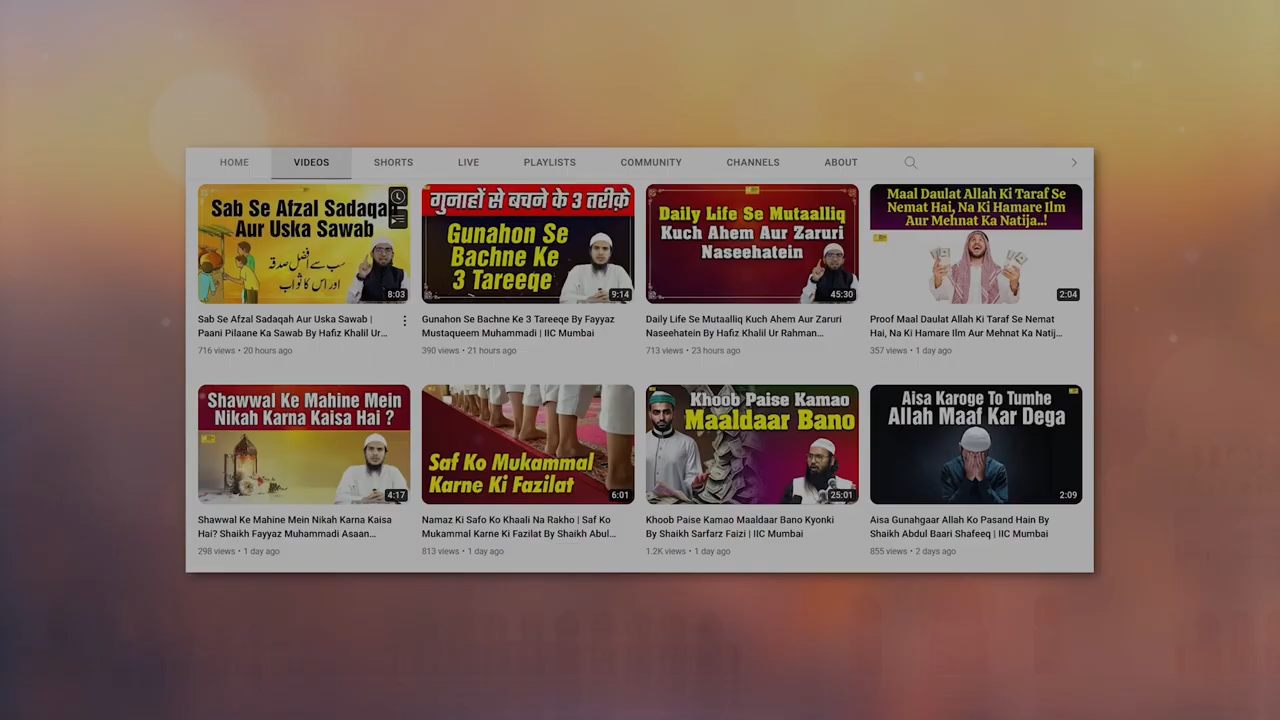 HOME VIDEOS SHORTS LIVE PLAYLISTS COMMUNITY CHANNELS ABOUT
Sab Se Afzal Sadaqah
Aur Uska Sawab
سب سے افضل صدقہ
اور اس کا ثواب
8:03
गुनाहों से बचने के 3 तरीक़े
Gunahon Se
Bachne Ke
3 Tareeqe
9:14
Daily Life Se Mutaalliq
Kuch Ahem Aur Zaruri
Naseehatein
45:30
Maal Daulat Allah Ki Taraf Se
Nemat Hai, Na Ki Hamare Ilm
Aur Mehnat Ka Natija..!
2:04
Sab Se Afzal Sadaqah Aur Uska Sawab |
Paani Pilaane Ka Sawab By Hafiz Khalil Ur...
716 views • 20 hours ago
Gunahon Se Bachne Ke 3 Tareeqe By Fayyaz
Mustaqueem Muhammadi | IIC Mumbai
390 views • 21 hours ago
Daily Life Se Mutaalliq Kuch Ahem Aur Zaruri
Naseehatein By Hafiz Khalil Ur Rahman...
713 views • 23 hours ago
Proof Maal Daulat Allah Ki Taraf Se Nemat
Hai, Na Ki Hamare Ilm Aur Mehnat Ka Natij...
357 views • 1 day ago
Shawwal Ke Mahine Mein
Nikah Karna Kaisa Hai ?
4:17
Saf Ko Mukammal
Karne Ki Fazilat
6:01
Khoob Paise Kamao
Maaldaar Bano
25:01
Aisa Karoge To Tumhe
Allah Maaf Kar Dega
2:09
Shawwal Ke Mahine Mein Nikah Karna Kaisa
Hai? Shaikh Fayyaz Muhammadi Asaan...
298 views • 1 day ago
Namaz Ki Safo Ko Khaali Na Rakho | Saf Ko
Mukammal Karne Ki Fazilat By Shaikh Abul...
813 views • 1 day ago
Khoob Paise Kamao Maaldaar Bano Kyonki
By Shaikh Sarfarz Faizi | IIC Mumbai
1.2K views • 1 day ago
Aisa Gunahgaar Allah Ko Pasand Hain By
Shaikh Abdul Baari Shafeeq | IIC Mumbai
855 views • 2 days ago